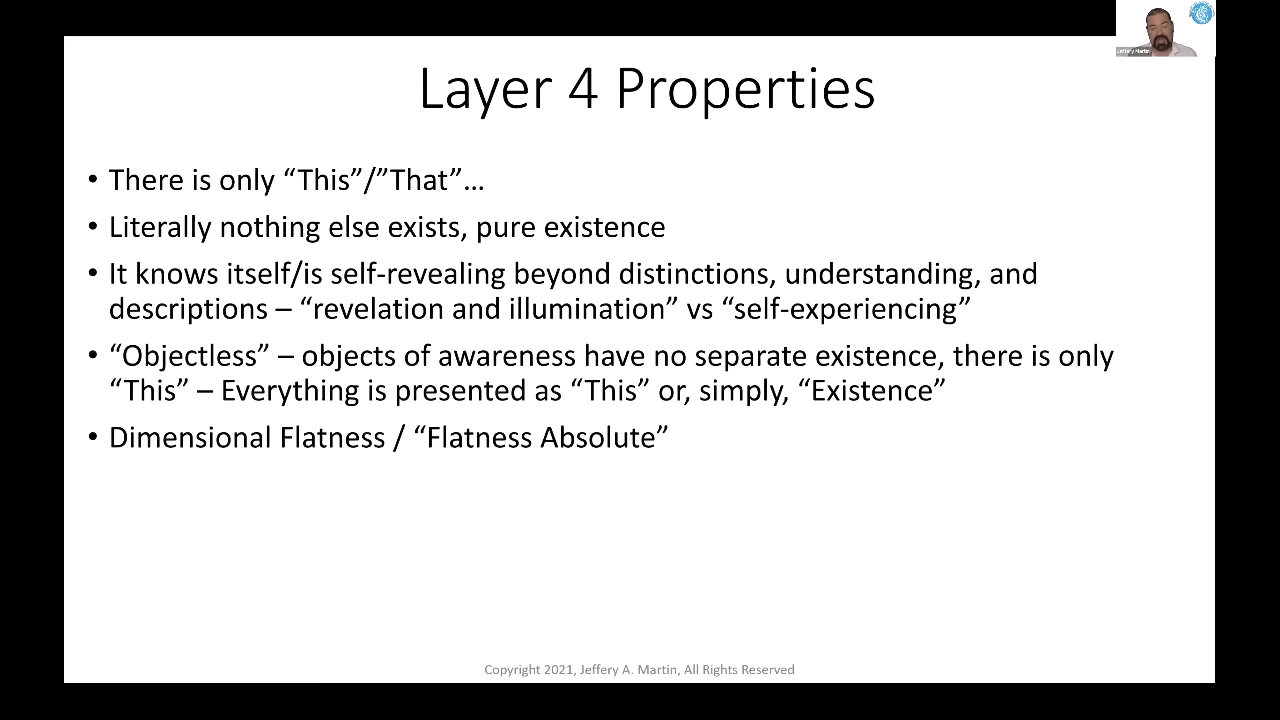 Jeffery Martin
Layer 4 Properties
• There is only “This”/”That”…
• Literally nothing else exists, pure existence
• It knows itself/is self-revealing beyond distinctions, understanding, and
descriptions – “revelation and illumination” vs “self-experiencing”
• “Objectless” – objects of awareness have no separate existence, there is only
“This” – Everything is presented as “This” or, simply, “Existence”
• Dimensional Flatness / “Flatness Absolute”
Copyright 2021, Jeffery A. Martin, All Rights Reserved